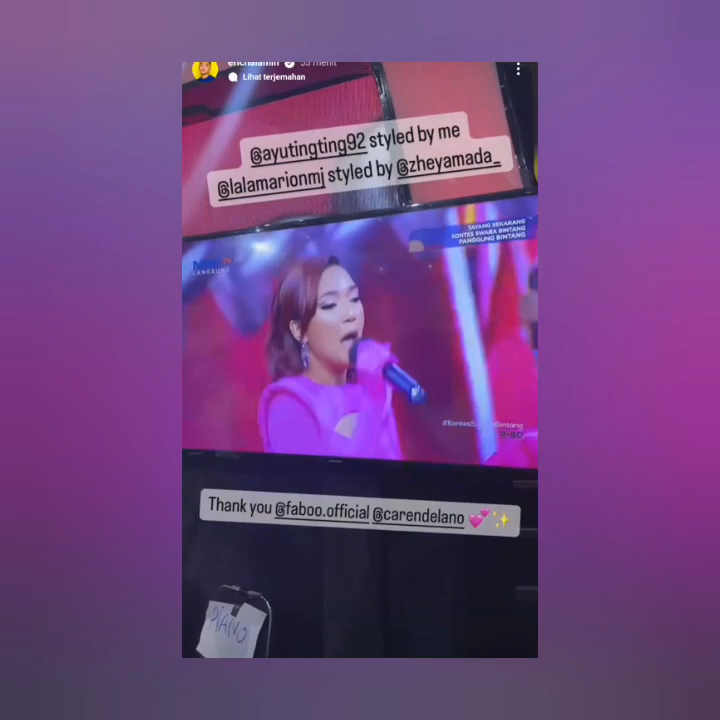 Lihat terjemahan
@ayutingting92 styled by me
@lalamarionmj styled by @zheyamada_
TAYANG SEKARANG
KONTES SWARA BINTANG
PANGGUNG BINTANG
LANGSUNG
Thank you @faboo.official @carendelano 💕✨
PIANO